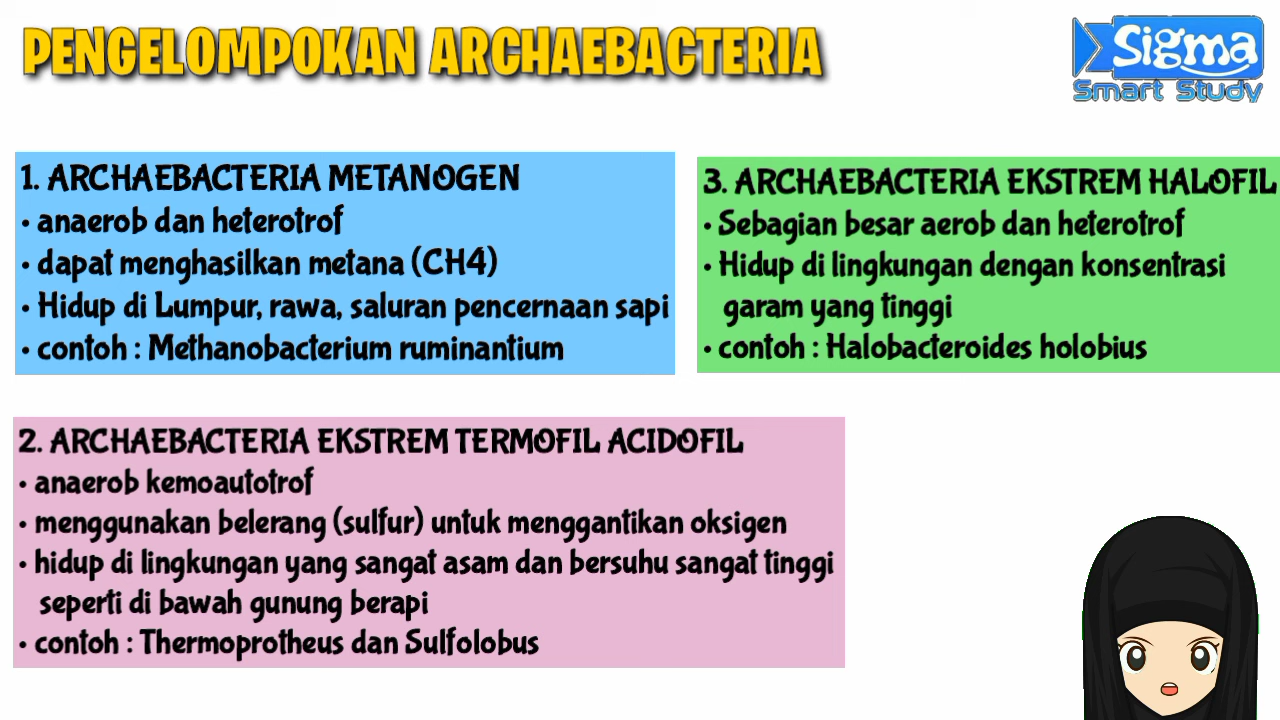 PENGELOMPOKAN ARCHAEBACTERIA
Sigma
Smart Study
1. ARCHAEBACTERIA METANOGEN
• anaerob dan heterotrof
• dapat menghasilkan metana (CH4)
• Hidup di Lumpur, rawa, saluran pencernaan sapi
• contoh : Methanobacterium ruminantium
3. ARCHAEBACTERIA EKSTREM HALOFIL
• Sebagian besar aerob dan heterotrof
• Hidup di lingkungan dengan konsentrasi
garam yang tinggi
• contoh : Halobacteroides holobius
2. ARCHAEBACTERIA EKSTREM TERMOFIL ACIDOFIL
• anaerob kemoautotrof
• menggunakan belerang (sulfur) untuk menggantikan oksigen
• hidup di lingkungan yang sangat asam dan bersuhu sangat tinggi
seperti di bawah gunung berapi
• contoh : Thermoprotheus dan Sulfolobus